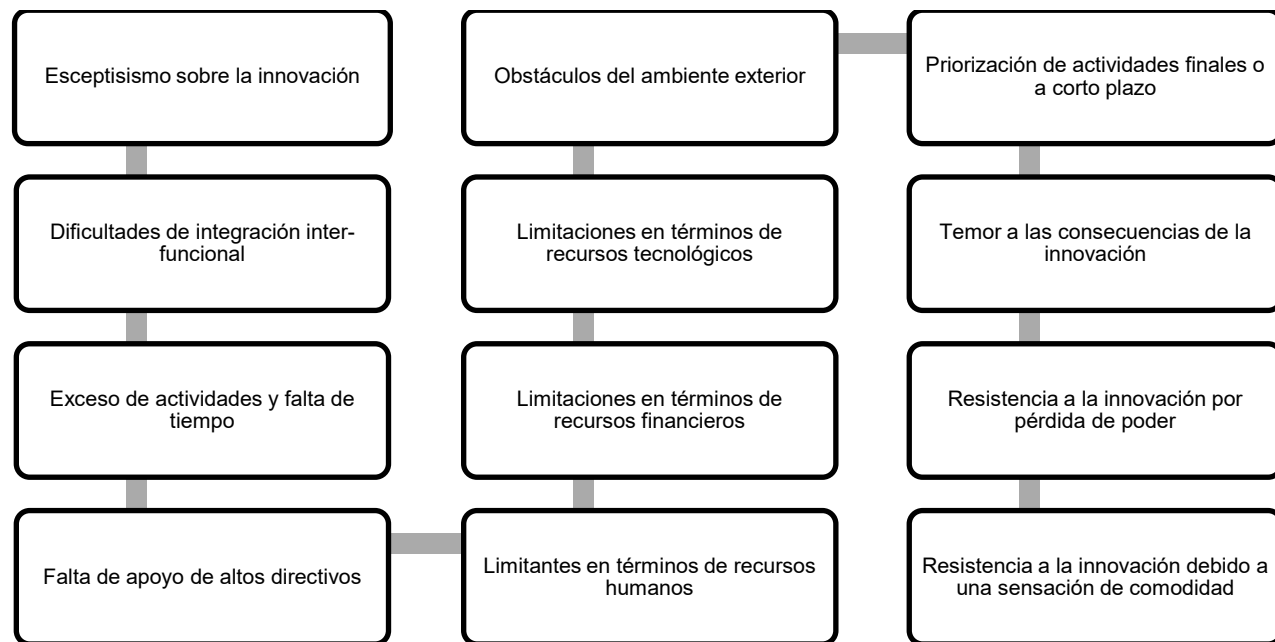 Esceptisismo sobre la innovación
Dificultades de integración inter-
funcional
Exceso de actividades y falta de
tiempo
Falta de apoyo de altos directivos
Limitantes en términos de recursos
humanos
Limitaciones en términos de
recursos financieros
Limitaciones en términos de
recursos tecnológicos
Obstáculos del ambiente exterior
Priorización de actividades finales o
a corto plazo
Temor a las consecuencias de la
innovación
Resistencia a la innovación por
pérdida de poder
Resistencia a la innovación debido a
una sensación de comodidad